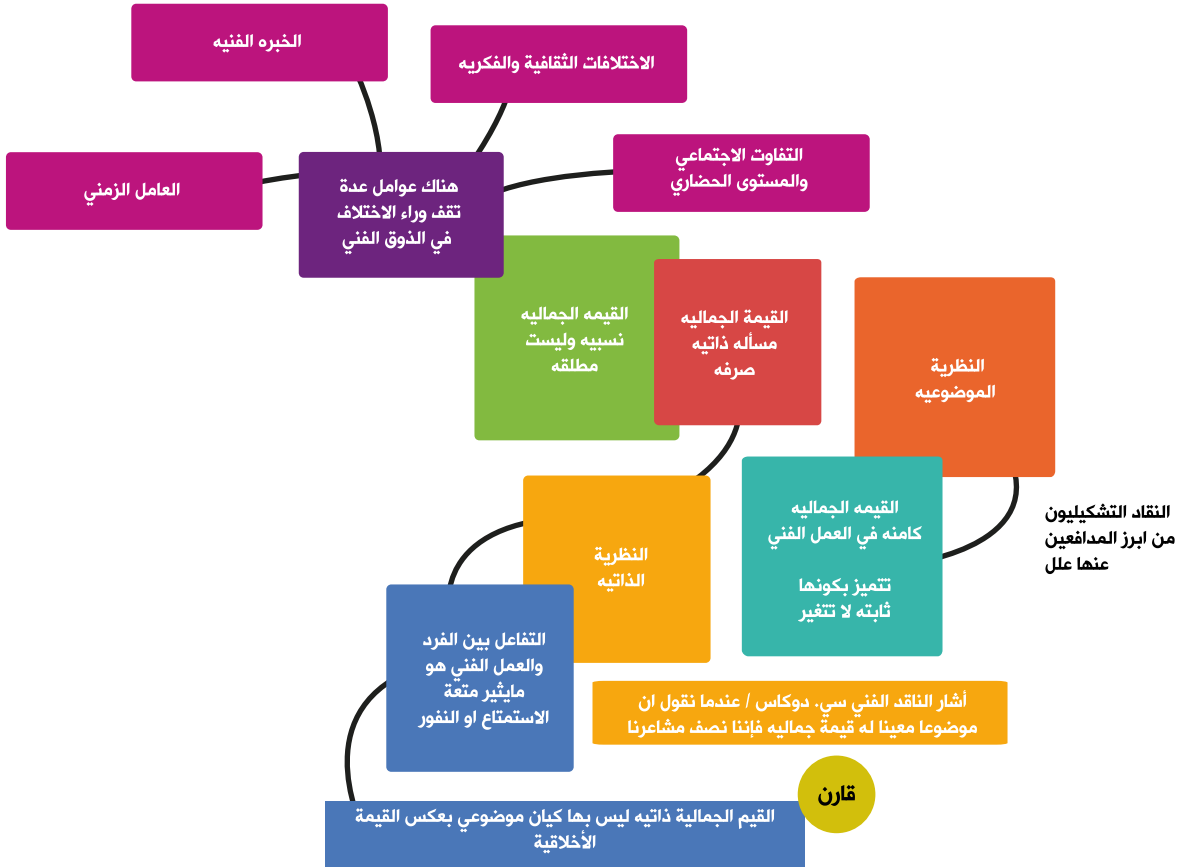 الخبره الفنيه
الاختلافات الثقافية والفكريه
التفاوت الاجتماعي
والمستوى الحضاري
العامل الزمني
هناك عوامل عدة
تقف وراء الاختلاف
في الذوق الفني
القيمه الجماليه
نسبيه وليست
مطلقه
القيمة الجماليه
مسأله ذاتيه
صرفه
النظرية
الموضوعيه
القيمه الجماليه
كامنه في العمل الفني
تتميز بكونها
ثابته لا تتغير
النقاد التشكيليون
من ابرز المدافعين
عنها علل
النظرية
الذاتيه
التفاعل بين الفرد
والعمل الفني هو
مايثير متعة
الاستمتاع او النفور
أشار الناقد الفني سي. دوكاس / عندما نقول ان
موضوعا معينا له قيمة جماليه فإننا نصف مشاعرنا
قارن
القيم الجمالية ذاتيه ليس بها كيان موضوعي بعكس القيمة
الأخلاقية